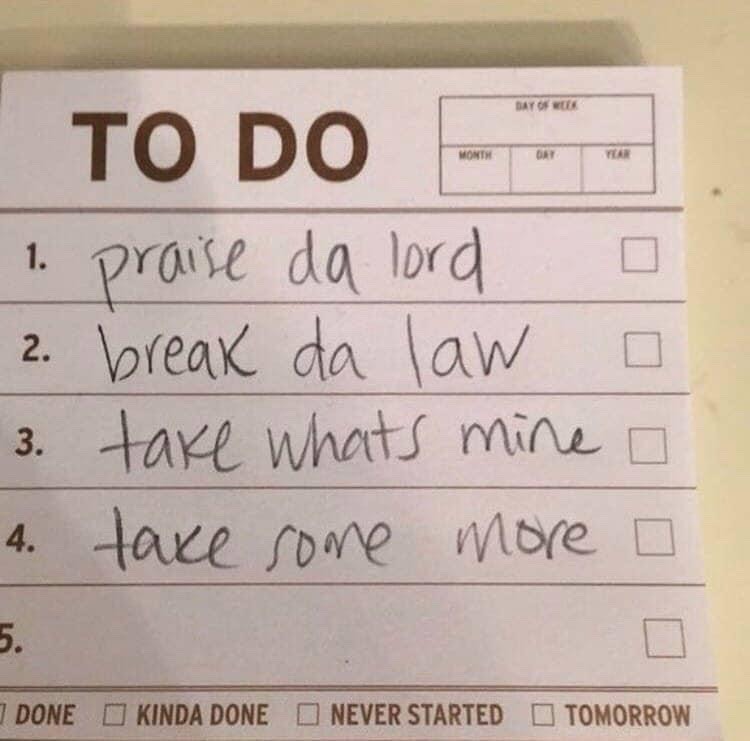 TO DO
DAY OF WEEK
MONTH DAY YEAR
1. praise da lord
2. break da law
3. take whats mine
4. take some more
5.
DONE KINDA DONE NEVER STARTED TOMORROW